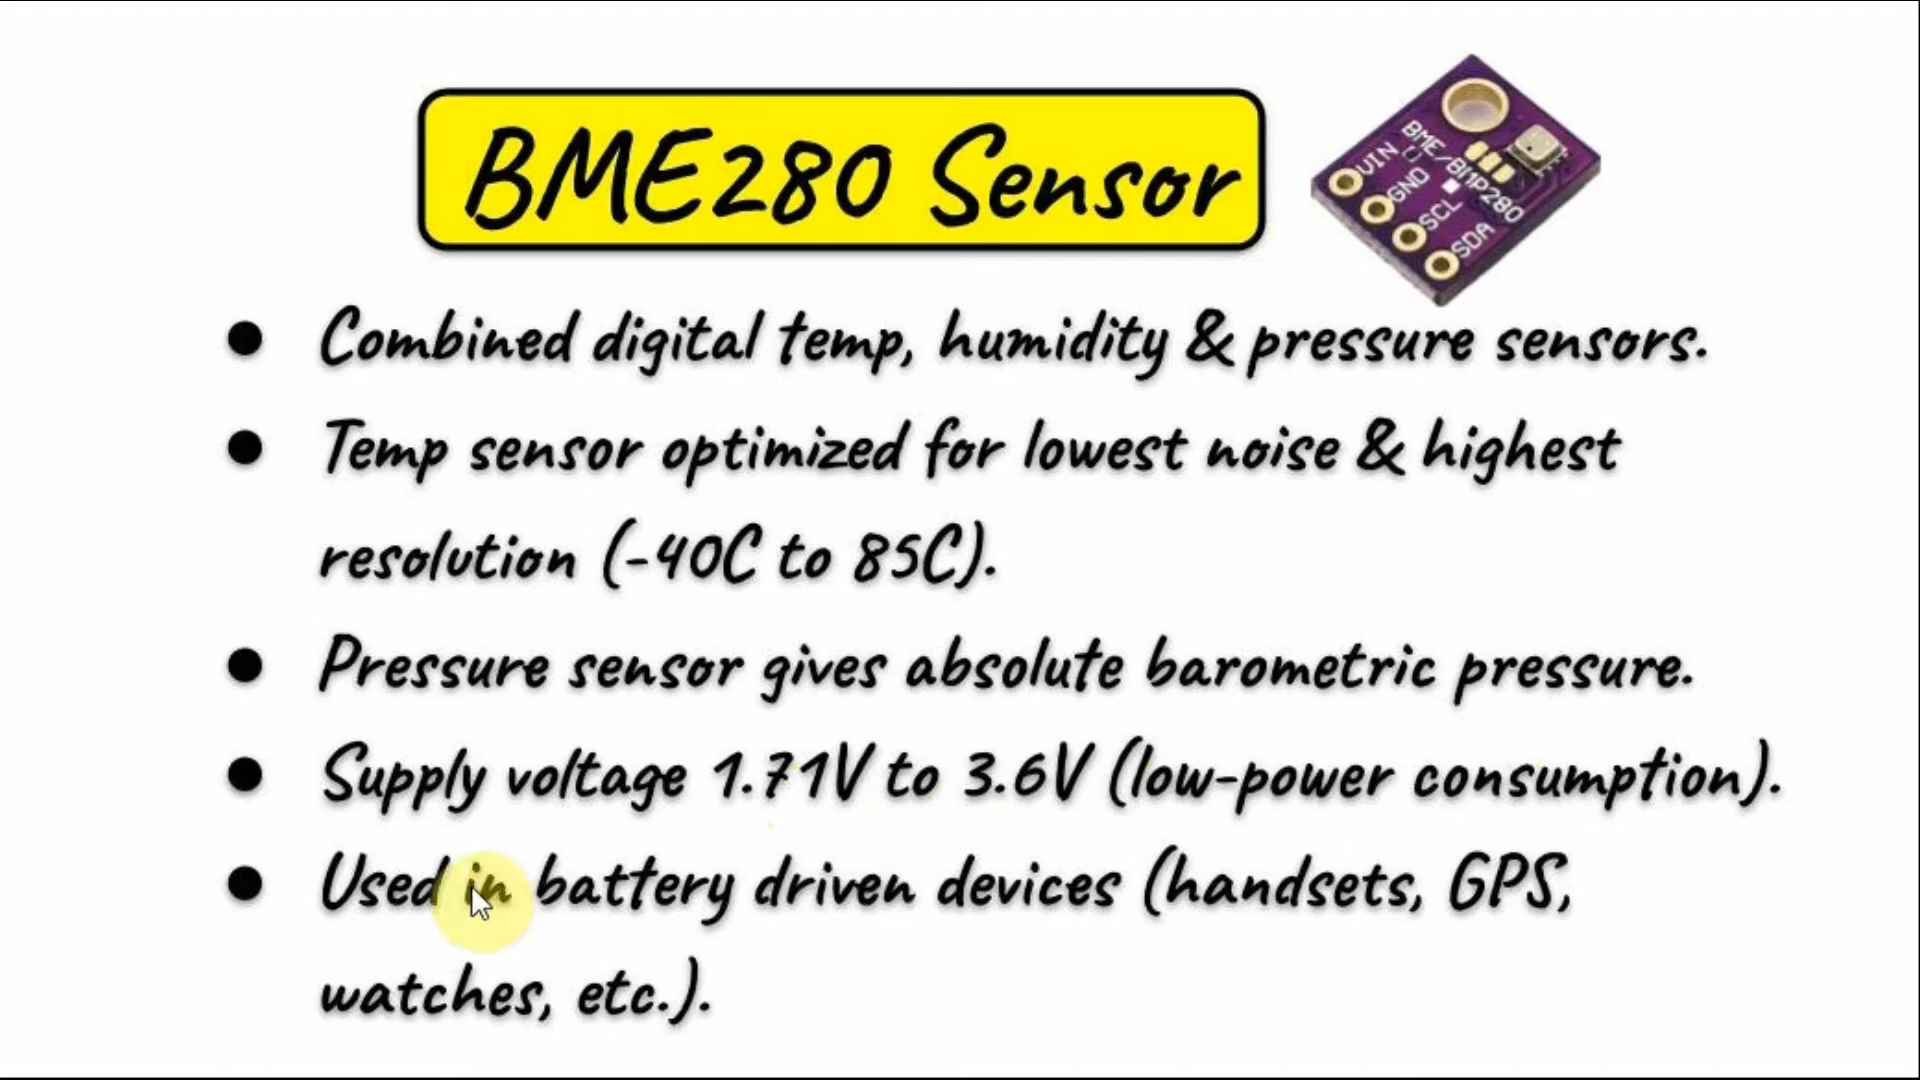 BME280 Sensor
VIN
GND
SCL
SDA
BME/BMP280
Combined digital temp, humidity & pressure sensors.
Temp sensor optimized for lowest noise & highest
resolution (-40C to 85C).
Pressure sensor gives absolute barometric pressure.
Supply voltage 1.71V to 3.6V (low-power consumption).
Used in battery driven devices (handsets, GPS,
watches, etc.).